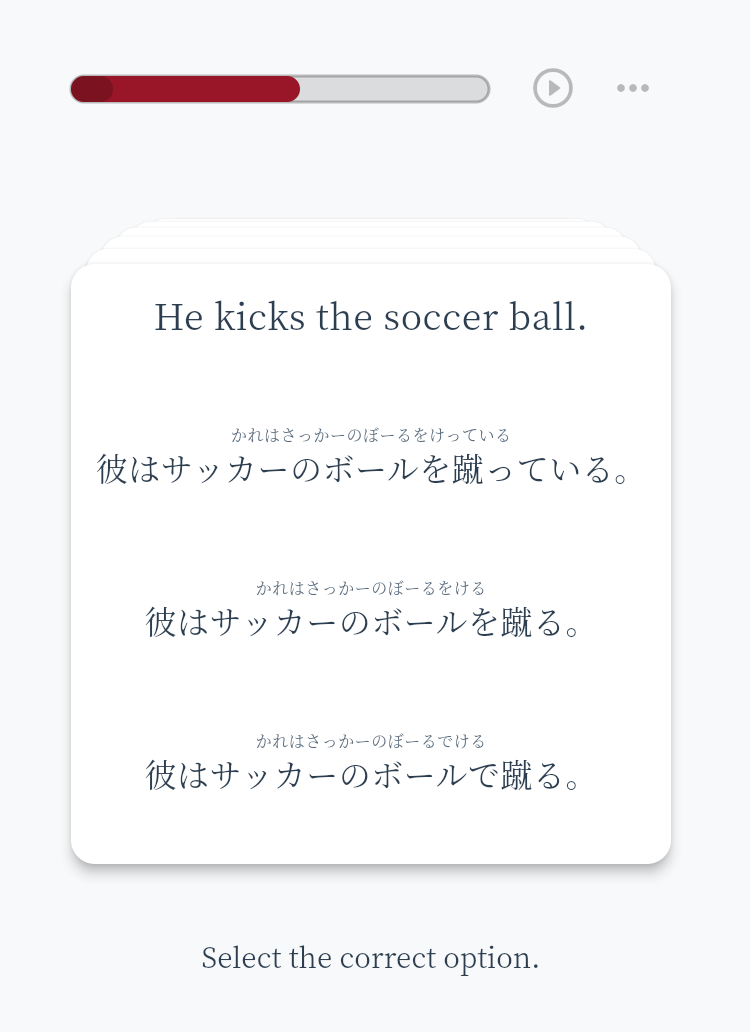 He kicks the soccer ball.
かれはさっかーのぼーるをけっている
彼はサッカーのボールを蹴っている。
かれはさっかーのぼーるをける
彼はサッカーのボールを蹴る。
かれはさっかーのぼーるでける
彼はサッカーのボールで蹴る。
Select the correct option.